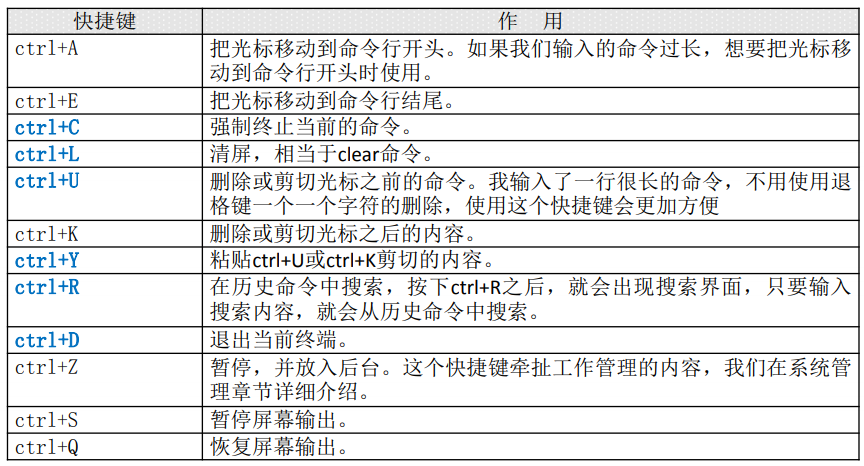 快捷键 作 用
ctrl+A 把光标移动到命令行开头。如果我们输入的命令过长，想要把光标移
动到命令行开头时使用。
ctrl+E 把光标移动到命令行结尾。
ctrl+C 强制终止当前的命令。
ctrl+L 清屏，相当于clear命令。
ctrl+U 删除或剪切光标之前的命令。我输入了一行很长的命令，不用使用退
格键一个一个字符的删除，使用这个快捷键会更加方便
ctrl+K 删除或剪切光标之后的内容。
ctrl+Y 粘贴ctrl+U或ctrl+K剪切的内容。
ctrl+R 在历史命令中搜索，按下ctrl+R之后，就会出现搜索界面，只要输入
搜索内容，就会从历史命令中搜索。
ctrl+D 退出当前终端。
ctrl+Z 暂停，并放入后台。这个快捷键牵扯工作管理的内容，我们在系统管
理章节详细介绍。
ctrl+S 暂停屏幕输出。
ctrl+Q 恢复屏幕输出。